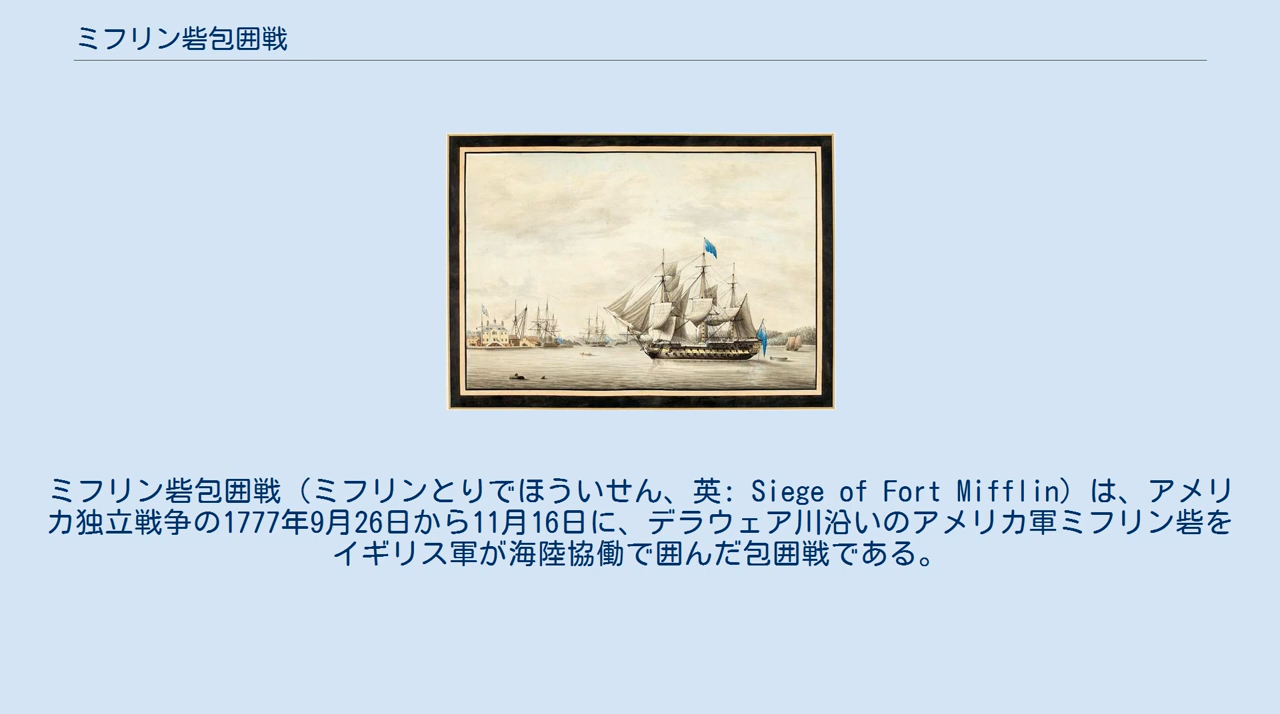 ミフリン砦包囲戦
ミフリン砦包囲戦（ミフリンとりでほういせん、英: Siege of Fort Mifflin）は、アメリ
カ独立戦争の1777年9月26日から11月16日に、デラウェア川沿いのアメリカ軍ミフリン砦を
イギリス軍が海陸協働で囲んだ包囲戦である。